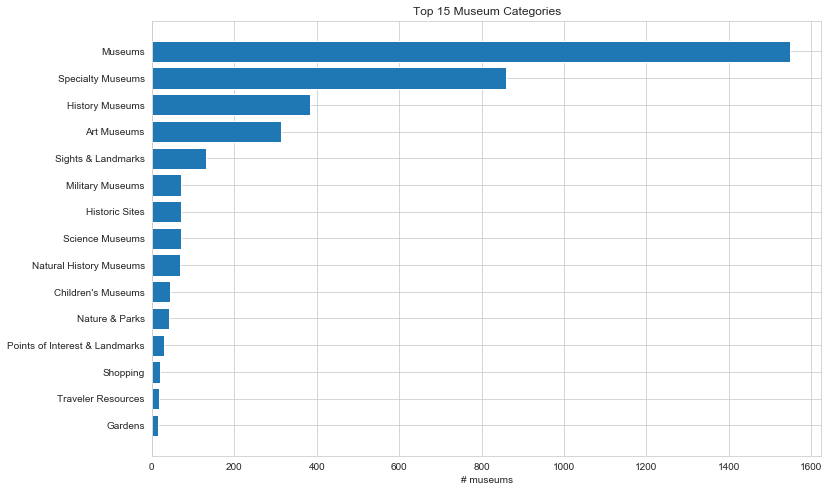 Top 15 Museum Categories
Museums
Specialty Museums
History Museums
Art Museums
Sights & Landmarks
Military Museums
Historic Sites
Science Museums
Natural History Museums
Children's Museums
Nature & Parks
Points of Interest & Landmarks
Shopping
Traveler Resources
Gardens
0 200 400 600 800 1000 1200 1400 1600
# museums